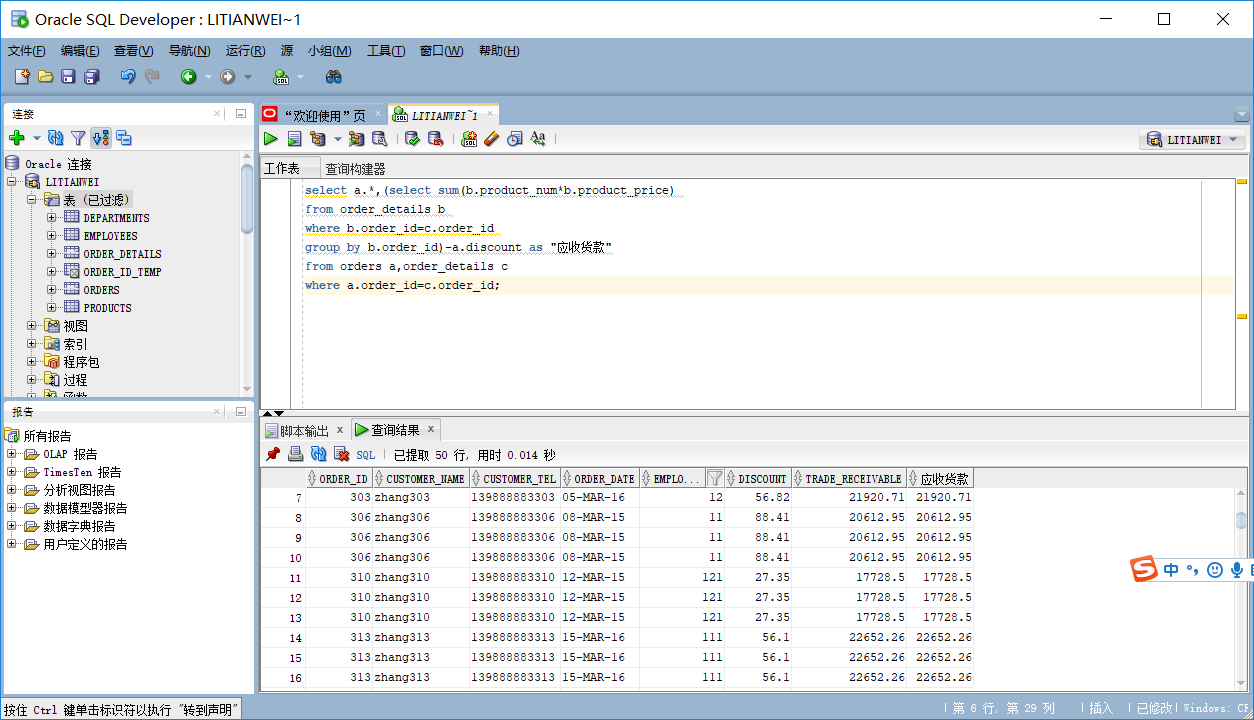 Oracle SQL Developer : LITIANWEI~1
文件(F) 编辑(E) 查看(V) 导航(N) 运行(R) 源 小组(M) 工具(T) 窗口(W) 帮助(H)
连接
Oracle 连接
LITIANWEI
表 (已过滤)
DEPARTMENTS
EMPLOYEES
ORDER_DETAILS
ORDER_ID_TEMP
ORDERS
PRODUCTS
视图
索引
程序包
过程
函数
报告
所有报告
OLAP 报告
TimesTen 报告
分析视图报告
数据模型器报告
数据字典报告
用户定义的报告
“欢迎使用”页 LITIANWEI~1
LITIANWEI
工作表 查询构建器
select a.*,(select sum(b.product_num*b.product_price)
from order_details b
where b.order_id=c.order_id
group by b.order_id)-a.discount as "应收货款"
from orders a,order_details c
where a.order_id=c.order_id;
脚本输出 x 查询结果 x
SQL | 已提取 50 行, 用时 0.014 秒
ORDER_ID CUSTOMER_NAME CUSTOMER_TEL ORDER_DATE EMPLO... DISCOUNT TRADE_RECEIVABLE 应收货款
7 303 zhang303 139888883303 05-MAR-16 12 56.82 21920.71 21920.71
8 306 zhang306 139888883306 08-MAR-15 11 88.41 20612.95 20612.95
9 306 zhang306 139888883306 08-MAR-15 11 88.41 20612.95 20612.95
10 306 zhang306 139888883306 08-MAR-15 11 88.41 20612.95 20612.95
11 310 zhang310 139888883310 12-MAR-15 121 27.35 17728.5 17728.5
12 310 zhang310 139888883310 12-MAR-15 121 27.35 17728.5 17728.5
13 310 zhang310 139888883310 12-MAR-15 121 27.35 17728.5 17728.5
14 313 zhang313 139888883313 15-MAR-16 111 56.1 22652.26 22652.26
15 313 zhang313 139888883313 15-MAR-16 111 56.1 22652.26 22652.26
16 313 zhang313 139888883313 15-MAR-16 111 56.1 22652.26 22652.26
中
按住 Ctrl 键单击标识符以执行 "转到声明"
第 6 行, 第 29 列 | 插入 | 已修改| Windows: CR